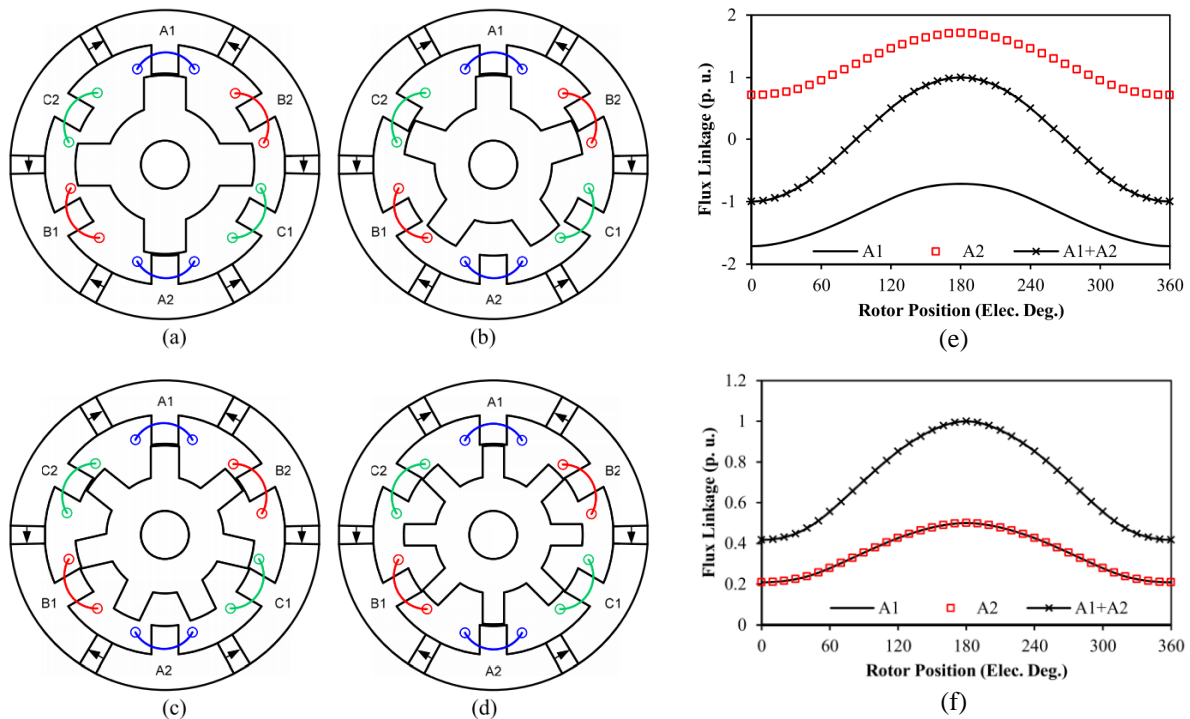 A1
C2
B2
B1
C1
A2
(a)
A1
C2
B2
B1
C1
A2
(b)
Flux Linkage (p. u.)
2
1
0
-1
-2
A1
A2
A1+A2
0
60
120
180
240
300
360
Rotor Position (Elec. Deg.)
(e)
A1
C2
B2
B1
C1
A2
(c)
A1
C2
B2
B1
C1
A2
(d)
Flux Linkage (p. u.)
1.2
1
0.8
0.6
0.4
0.2
0
A1
A2
A1+A2
0
60
120
180
240
300
360
Rotor Position (Elec. Deg.)
(f)